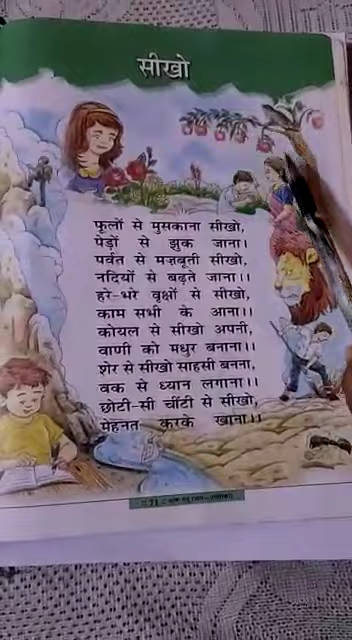 सीखो
फूलों से मुसकाना सीखो,
पेड़ों से झुक जाना।
पर्वत से मज़बूती सीखो,
नदियों से बढ़ते जाना।।
हरे-भरे वृक्षों से सीखो,
काम सभी के आना।।
कोयल से सीखो अपनी,
वाणी को मधुर बनाना।।
शेर से सीखो साहसी बनना,
बक से ध्यान लगाना।।
छोटी-सी चींटी से सीखो,
मेहनत करके खाना।।
71